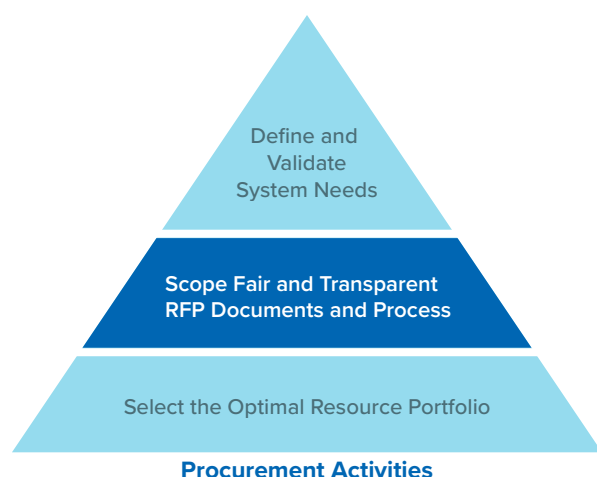 Define and
Validate
System Needs
Scope Fair and Transparent
RFP Documents and Process
Select the Optimal Resource Portfolio
Procurement Activities